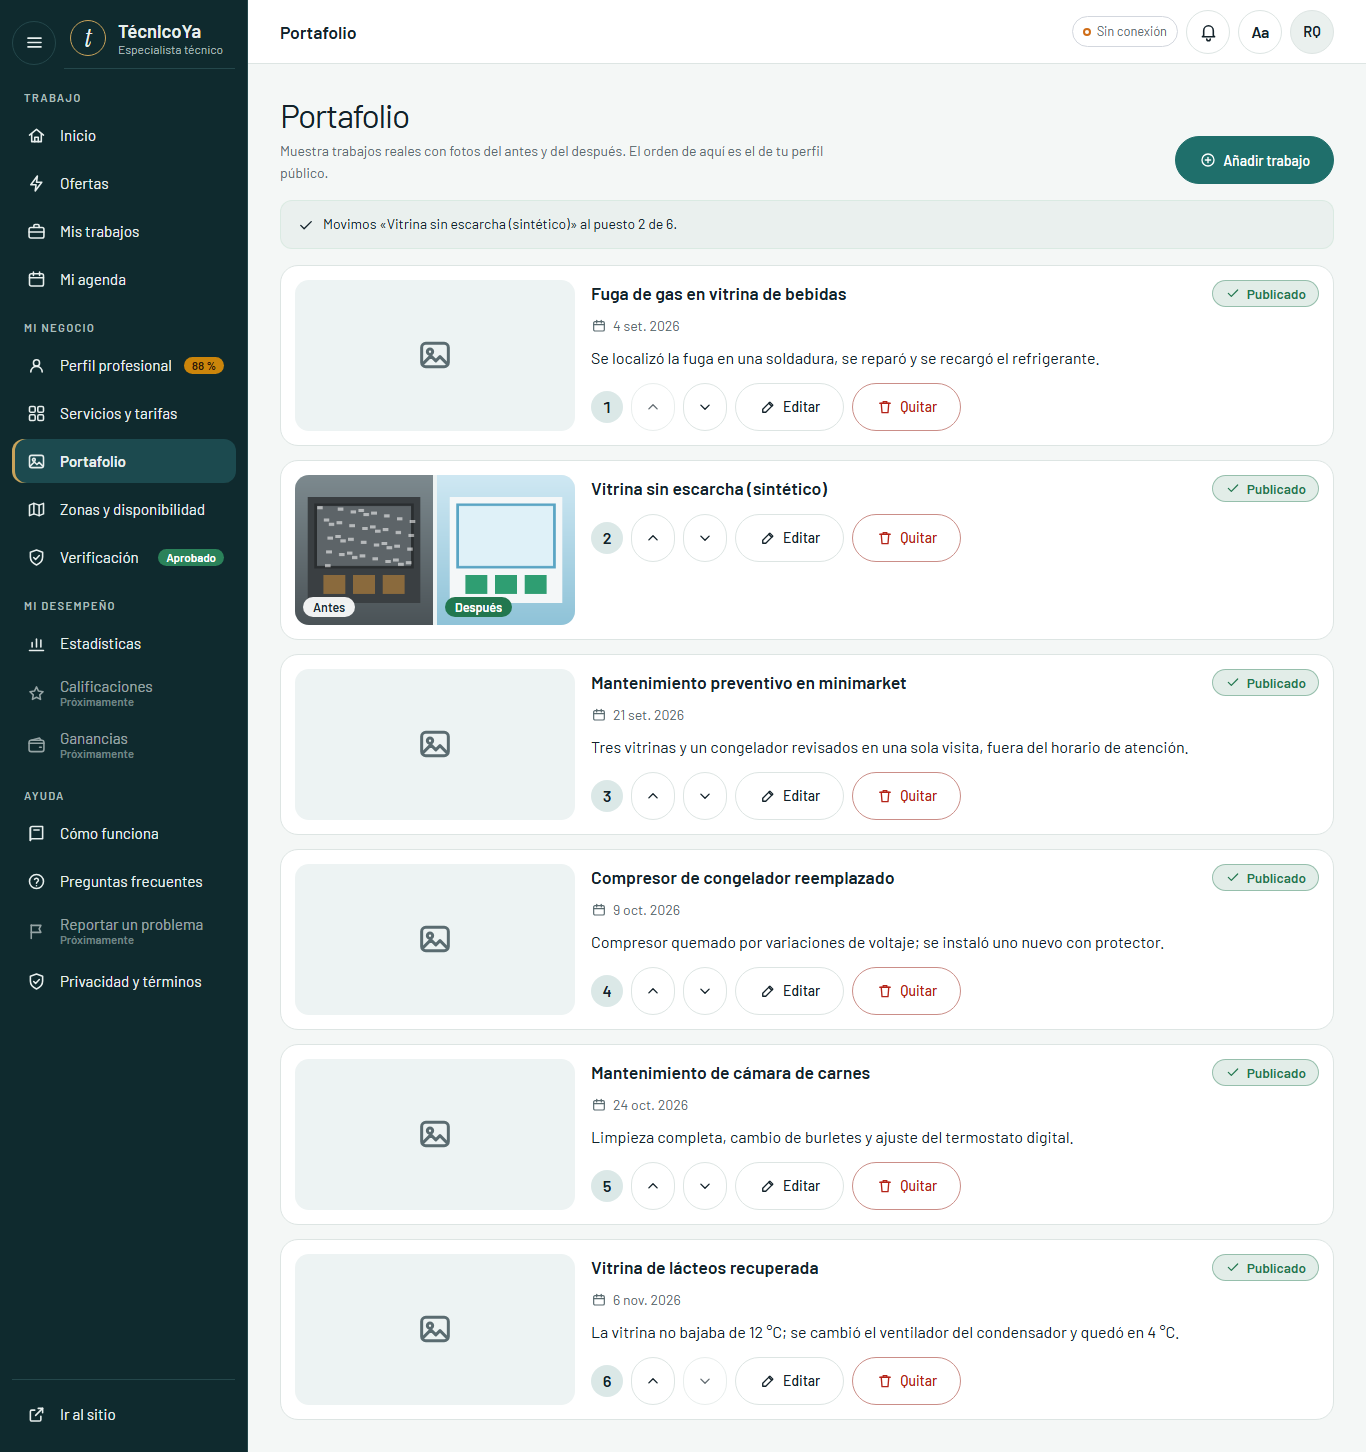 t
TécnicoYa
Especialista técnico
TRABAJO
Inicio
Ofertas
Mis trabajos
Mi agenda
MI NEGOCIO
Perfil profesional 88 %
Servicios y tarifas
Portafolio
Zonas y disponibilidad
Verificación Aprobado
MI DESEMPEÑO
Estadísticas
Calificaciones
Próximamente
Ganancias
Próximamente
AYUDA
Cómo funciona
Preguntas frecuentes
Reportar un problema
Próximamente
Privacidad y términos
Ir al sitio
Portafolio
Sin conexión
Aa
RQ
Portafolio
Muestra trabajos reales con fotos del antes y del después. El orden de aquí es el de tu perfil
público.
Añadir trabajo
Movimos «Vitrina sin escarcha (sintético)» al puesto 2 de 6.
Fuga de gas en vitrina de bebidas
Publicado
4 set. 2026
Se localizó la fuga en una soldadura, se reparó y se recargó el refrigerante.
1 Editar Quitar
Antes
Después
Vitrina sin escarcha (sintético)
Publicado
2 Editar Quitar
Mantenimiento preventivo en minimarket
Publicado
21 set. 2026
Tres vitrinas y un congelador revisados en una sola visita, fuera del horario de atención.
3 Editar Quitar
Compresor de congelador reemplazado
Publicado
9 oct. 2026
Compresor quemado por variaciones de voltaje; se instaló uno nuevo con protector.
4 Editar Quitar
Mantenimiento de cámara de carnes
Publicado
24 oct. 2026
Limpieza completa, cambio de burletes y ajuste del termostato digital.
5 Editar Quitar
Vitrina de lácteos recuperada
Publicado
6 nov. 2026
La vitrina no bajaba de 12 °C; se cambió el ventilador del condensador y quedó en 4 °C.
6 Editar Quitar